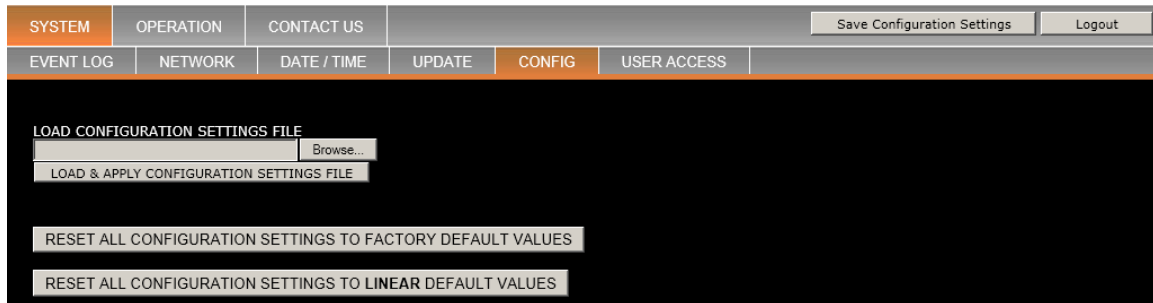 SYSTEM OPERATION CONTACT US Save Configuration Settings Logout
EVENT LOG NETWORK DATE / TIME UPDATE CONFIG USER ACCESS
LOAD CONFIGURATION SETTINGS FILE
Browse...
LOAD & APPLY CONFIGURATION SETTINGS FILE
RESET ALL CONFIGURATION SETTINGS TO FACTORY DEFAULT VALUES
RESET ALL CONFIGURATION SETTINGS TO LINEAR DEFAULT VALUES